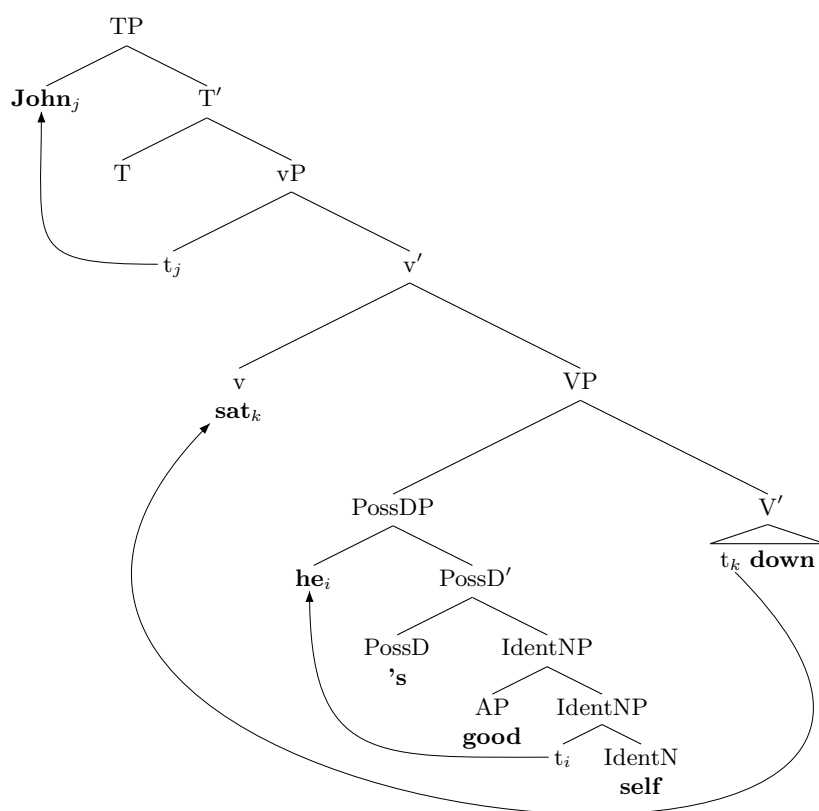 TP
John_j T′
T vP
t_j v′
v VP
sat_k
PossDP V′
he_i PossD′ t_k down
PossD IdentNP
's
AP IdentNP
good t_i IdentN
self